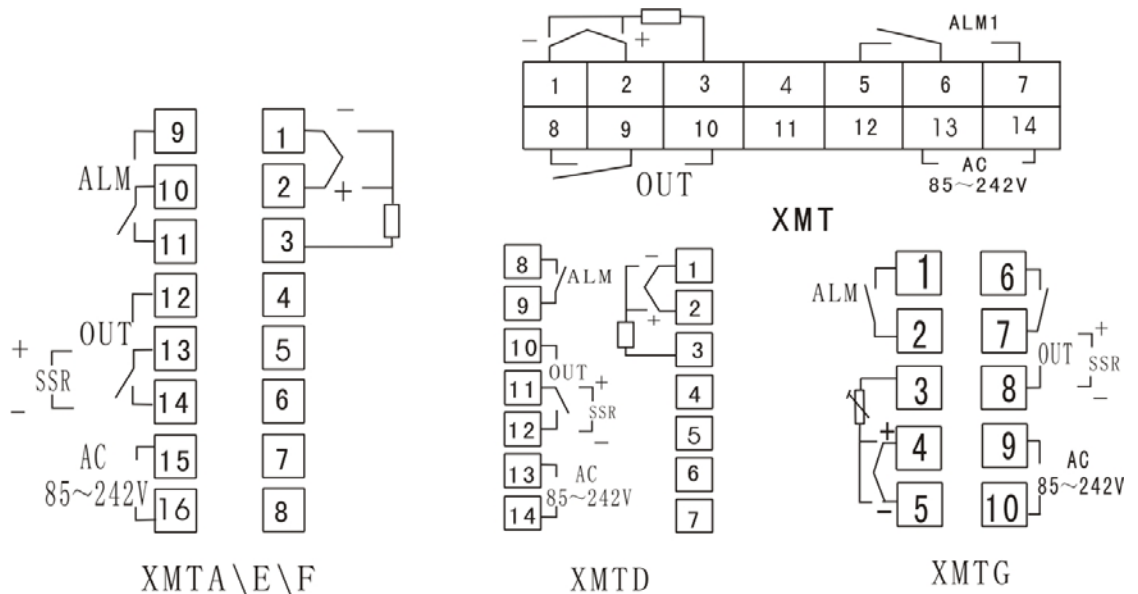 - + ALM1
1 2 3 4 5 6 7
8 9 10 11 12 13 14
OUT AC
85~242V
XMT
9 1 -
ALM 10 2 +
11 3
12 4
OUT
+ 13 5
SSR
- 14 6
AC 15 7
85~242V
16 8
XMTA\E\F
8 - 1
ALM
9 + 2
10 3
OUT
11 + 4
SSR
12 - 5
13 AC 6
85~242V
14 7
XMTD
1 6
ALM
2 7
+
OUT SSR
3 8 -
+ 4 9 AC
85~242V
- 5 10
XMTG